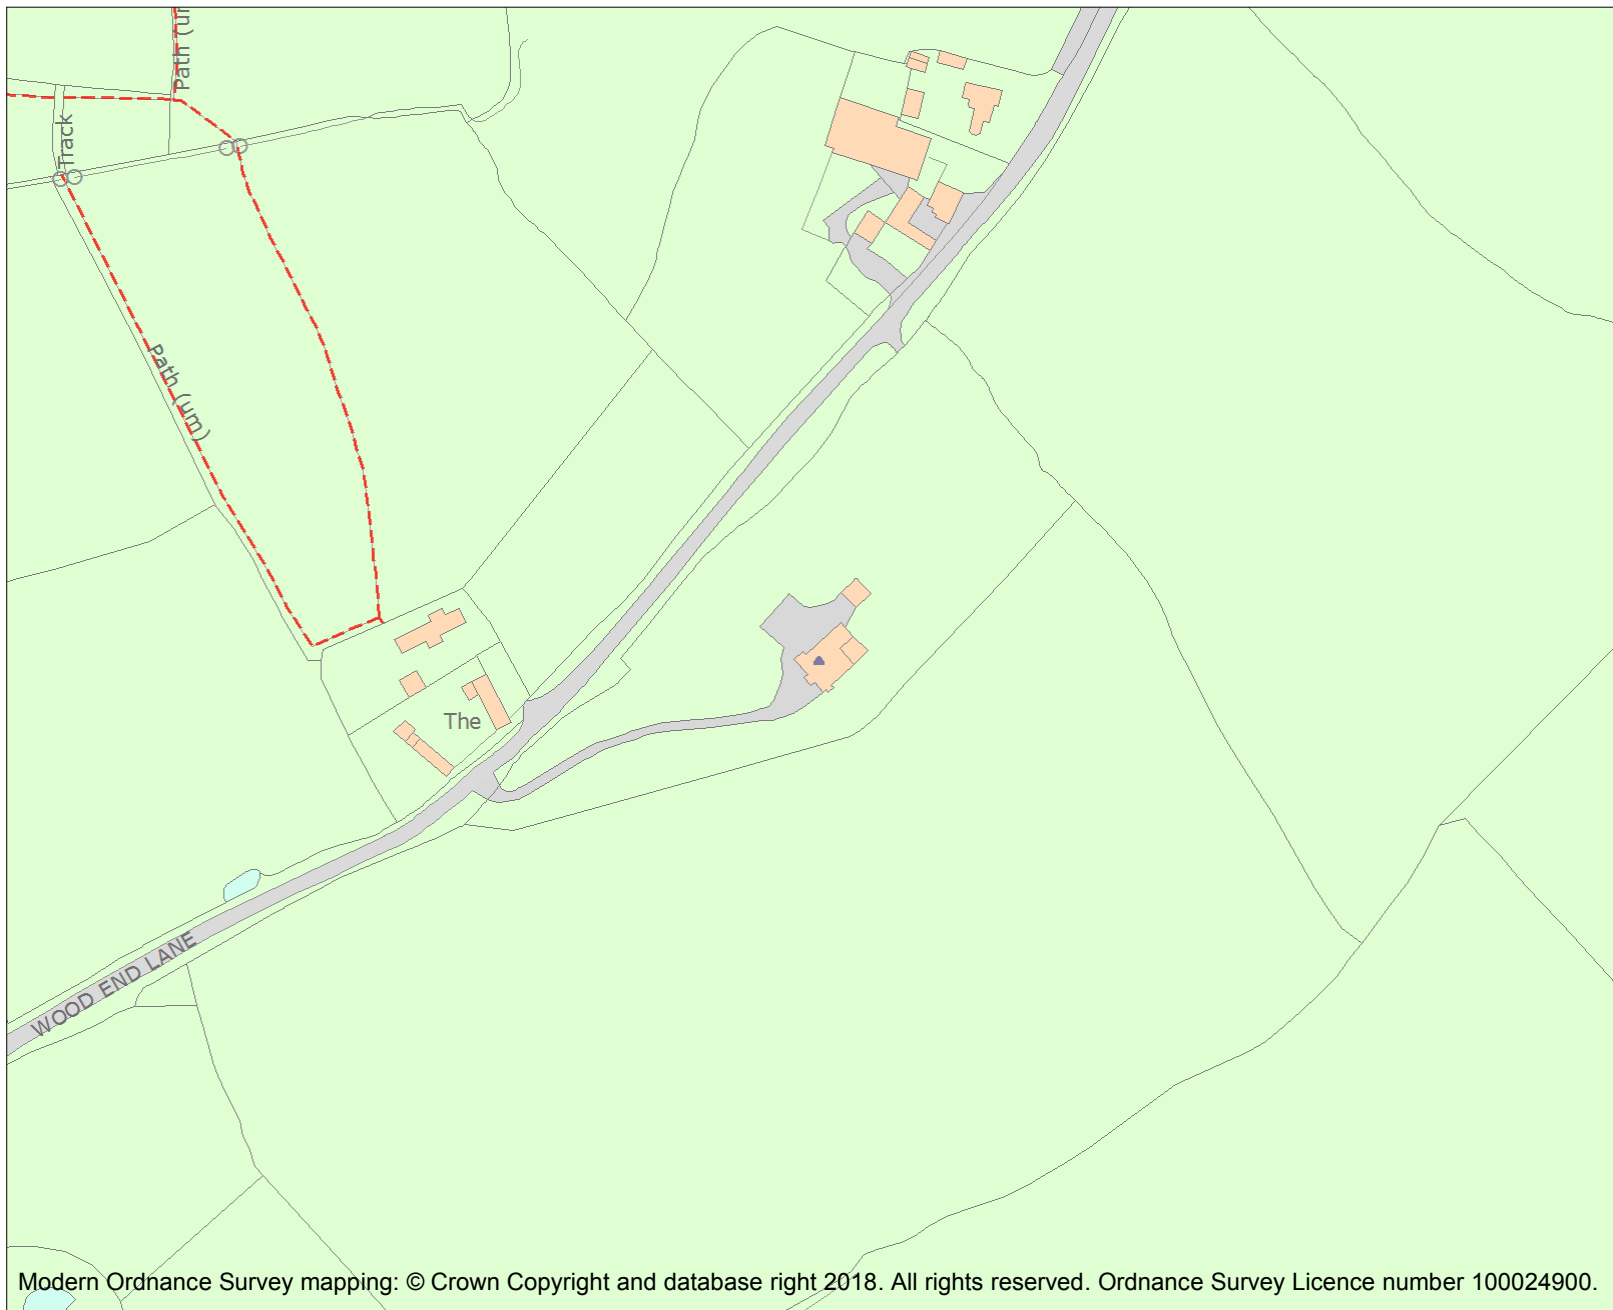 Path (un
Track
Path (um)
The
WOOD END LANE
Modern Ordnance Survey mapping: © Crown Copyright and database right 2018. All rights reserved. Ordnance Survey Licence number 100024900.